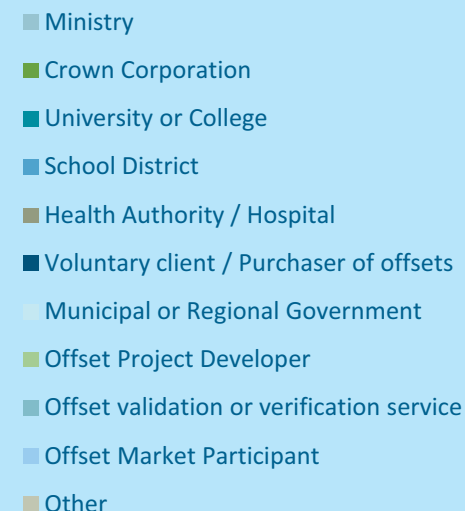 Ministry
Crown Corporation
University or College
School District
Health Authority / Hospital
Voluntary client / Purchaser of offsets
Municipal or Regional Government
Offset Project Developer
Offset validation or verification service
Offset Market Participant
Other